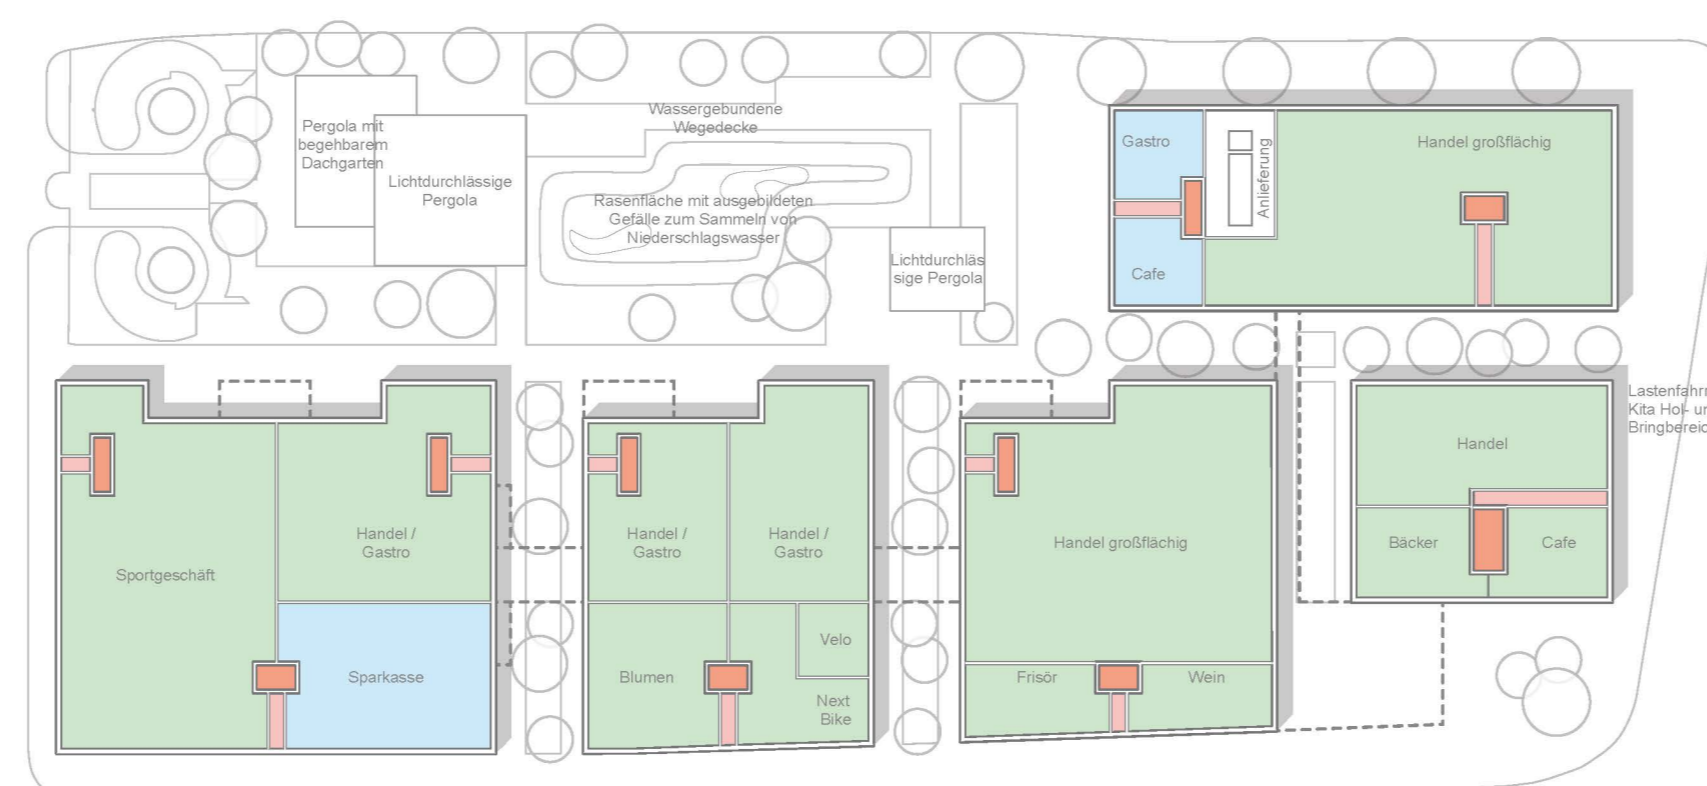 Wassergebundene
Wegedecke
Pergola mit
begehbarem
Dachgarten
Lichtdurchlässige
Pergola
Rasenfläche mit ausgebildeten
Gefälle zum Sammeln von
Niederschlagswasser
Lichtdurchläs
sige Pergola
Gastro
Anlieferung
Handel großflächig
Cafe
Sportgeschäft
Handel /
Gastro
Sparkasse
Handel /
Gastro
Handel /
Gastro
Blumen
Velo
Next
Bike
Handel großflächig
Frisör
Wein
Handel
Bäcker
Cafe
Kita Hol-